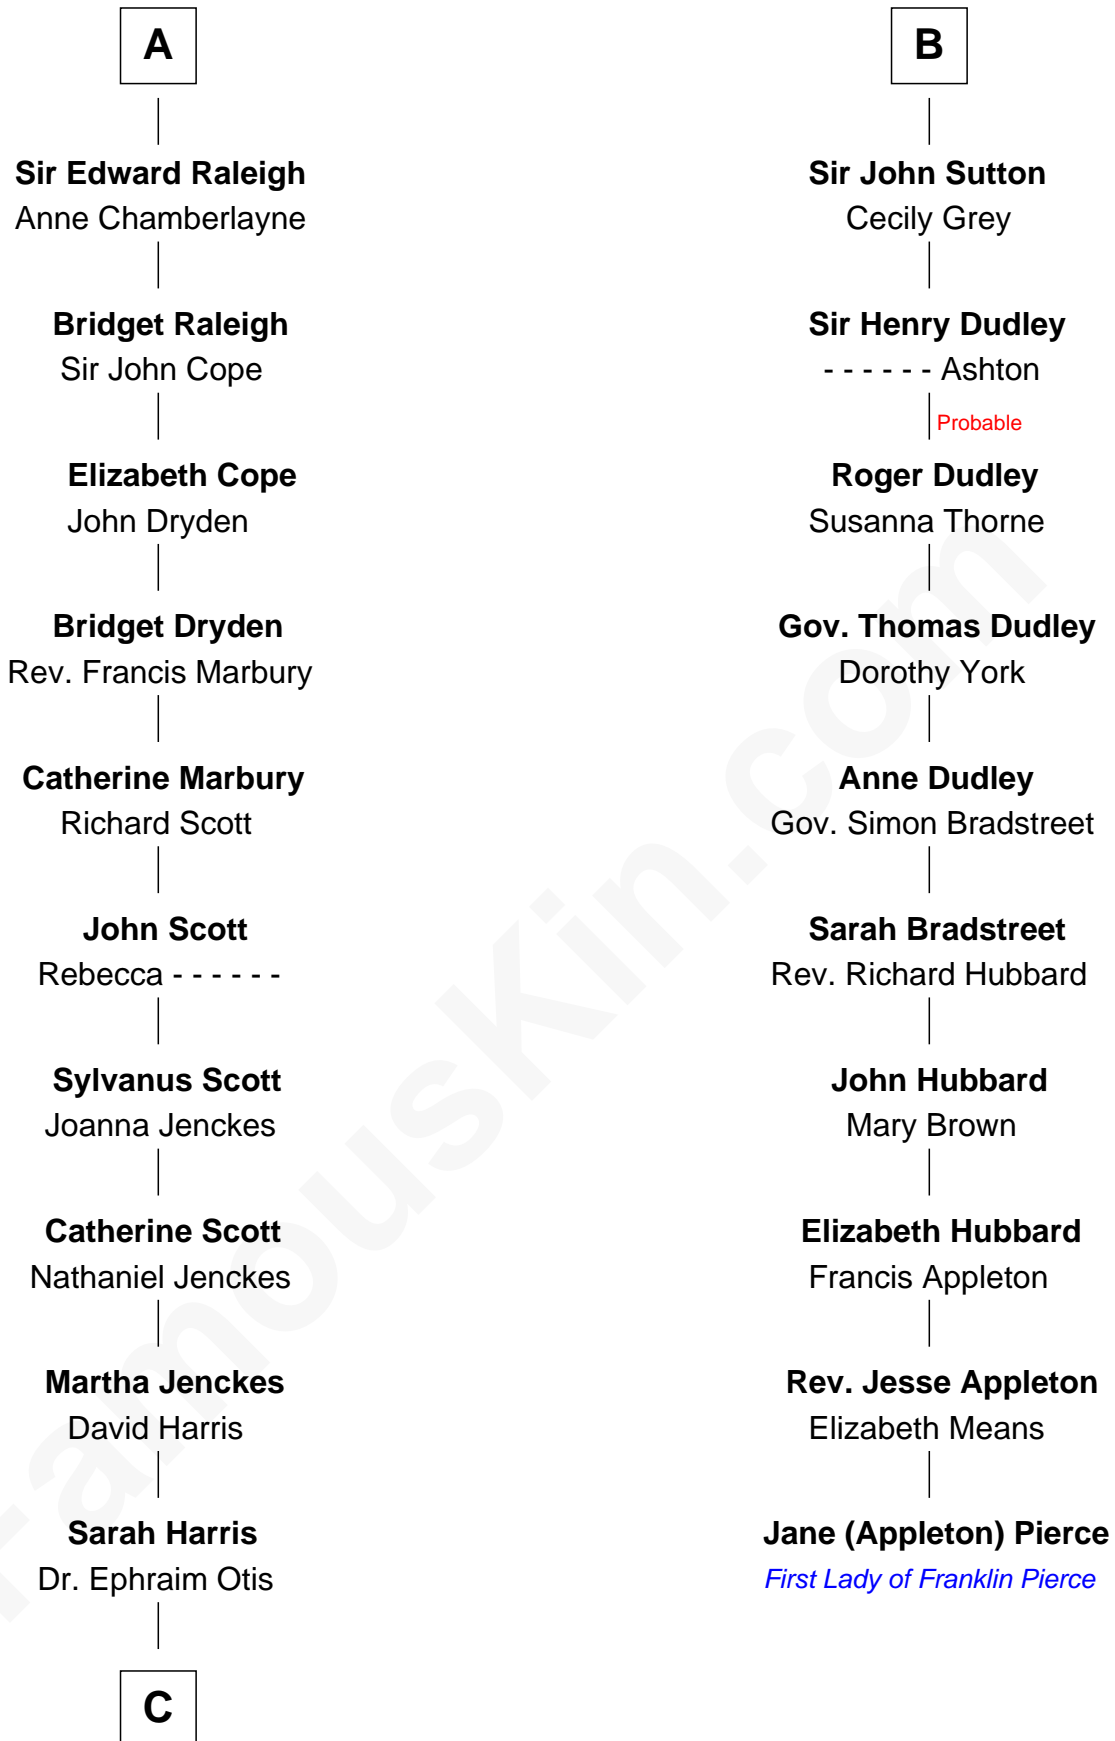 A
Sir Edward Raleigh
Anne Chamberlayne
Bridget Raleigh
Sir John Cope
Elizabeth Cope
John Dryden
Bridget Dryden
Rev. Francis Marbury
Catherine Marbury
Richard Scott
John Scott
Rebecca - - - - - -
Sylvanus Scott
Joanna Jenckes
Catherine Scott
Nathaniel Jenckes
Martha Jenckes
David Harris
Sarah Harris
Dr. Ephraim Otis
C
B
Sir John Sutton
Cecily Grey
Sir Henry Dudley
- - - - - - Ashton
Probable
Roger Dudley
Susanna Thorne
Gov. Thomas Dudley
Dorothy York
Anne Dudley
Gov. Simon Bradstreet
Sarah Bradstreet
Rev. Richard Hubbard
John Hubbard
Mary Brown
Elizabeth Hubbard
Francis Appleton
Rev. Jesse Appleton
Elizabeth Means
Jane (Appleton) Pierce
First Lady of Franklin Pierce
FamousKin.com